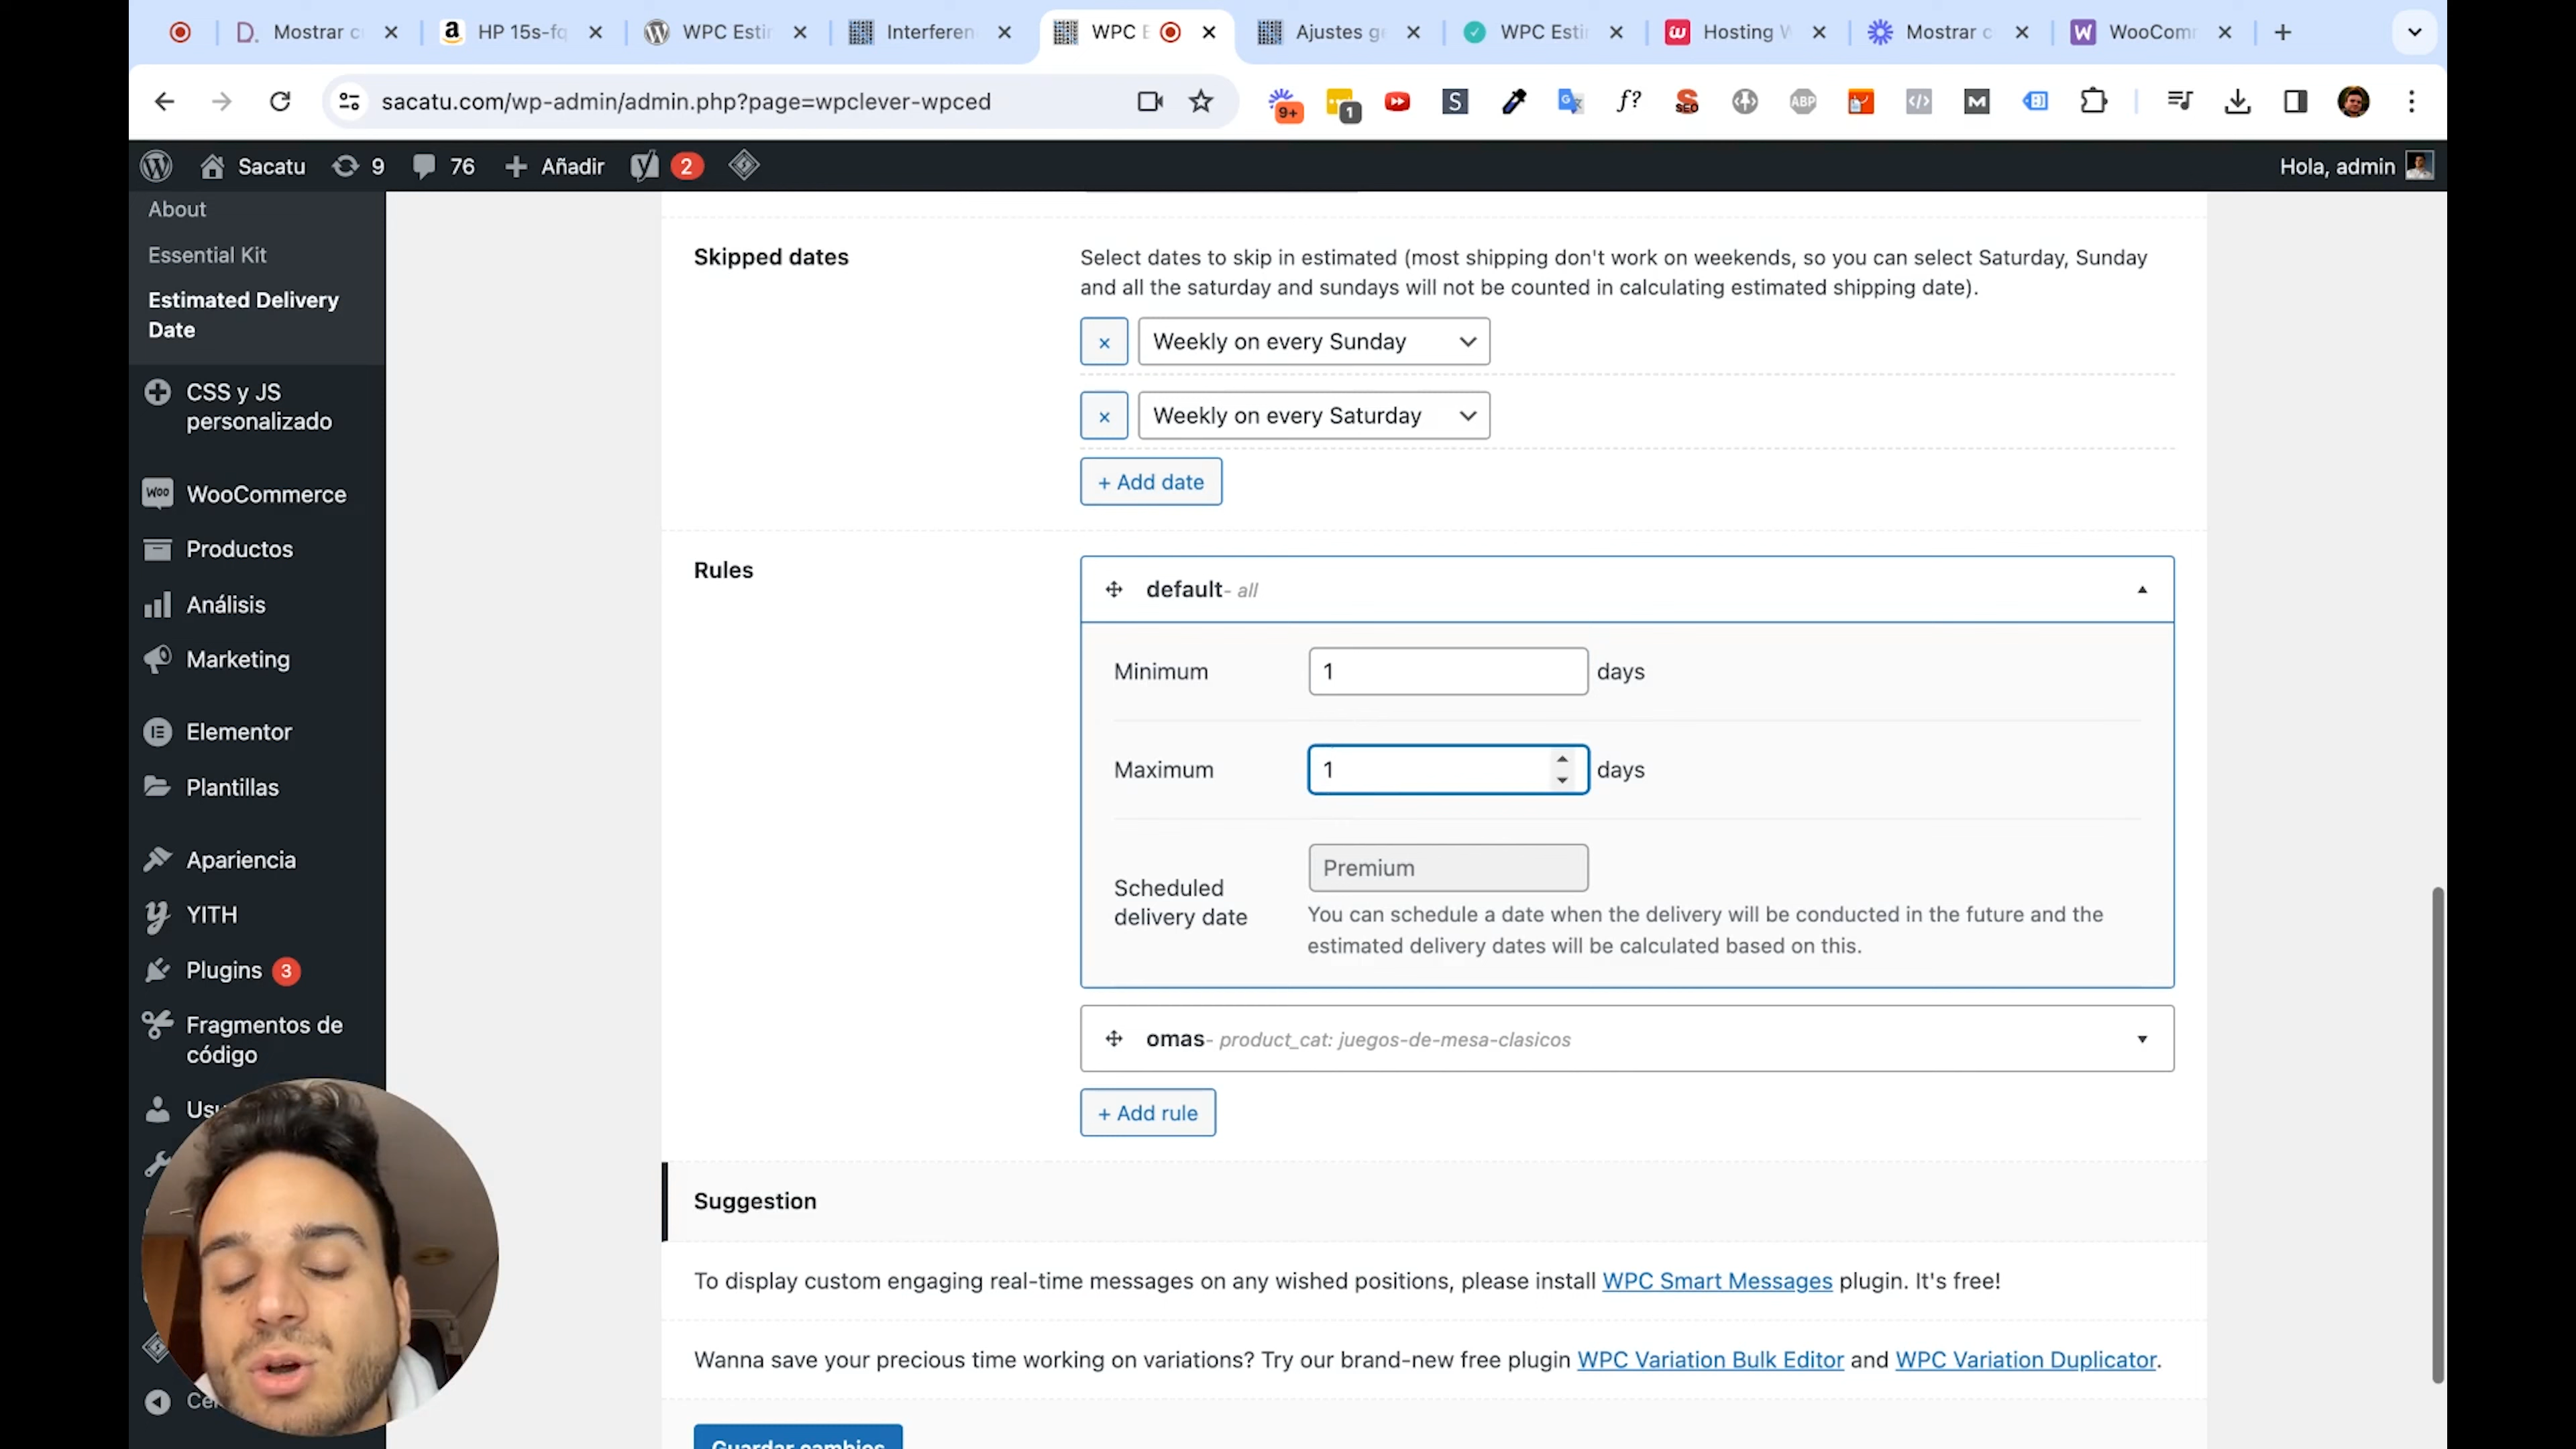 D. Mostrar c
HP 15s-fq
WPC Estir
Interferen
WPC E
Ajustes g
WPC Estir
Hosting W
Mostrar c
WooComm
sacatu.com/wp-admin/admin.php?page=wpclever-wpced
9+
1
S
f?
SEO
ABP
M
Sacatu
9
76
Añadir
2
Hola, admin
About
Essential Kit
Estimated Delivery
Date
CSS y JS
personalizado
WooCommerce
Productos
Análisis
Marketing
Elementor
Plantillas
Apariencia
YITH
Plugins 3
Fragmentos de
código
Skipped dates
Select dates to skip in estimated (most shipping don't work on weekends, so you can select Saturday, Sunday
and all the saturday and sundays will not be counted in calculating estimated shipping date).
× Weekly on every Sunday
× Weekly on every Saturday
+ Add date
Rules
default - all
Minimum 1 days
Maximum 1 days
Scheduled
delivery date
Premium
You can schedule a date when the delivery will be conducted in the future and the
estimated delivery dates will be calculated based on this.
omas - product_cat: juegos-de-mesa-clasicos
+ Add rule
Suggestion
To display custom engaging real-time messages on any wished positions, please install WPC Smart Messages plugin. It's free!
Wanna save your precious time working on variations? Try our brand-new free plugin WPC Variation Bulk Editor and WPC Variation Duplicator.
Guardar cambios